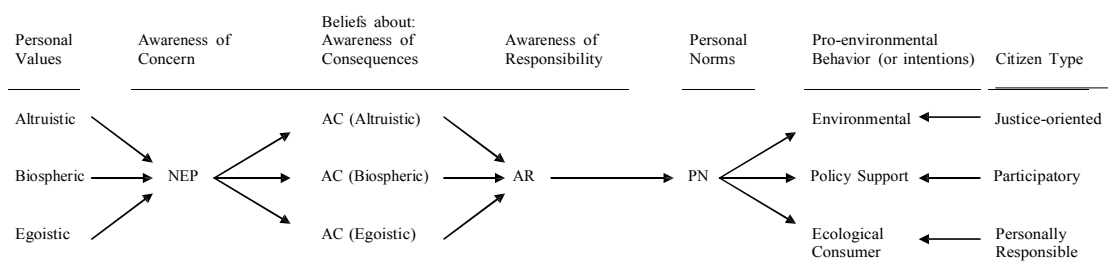 Personal
Values
Awareness of
Concern
Beliefs about:
Awareness of
Consequences
Awareness of
Responsibility
Personal
Norms
Pro-environmental
Behavior (or intentions)
Citizen Type
Altruistic
AC (Altruistic)
Environmental
Justice-oriented
Biospheric
NEP
AC (Biospheric)
AR
PN
Policy Support
Participatory
Egoistic
AC (Egoistic)
Ecological
Consumer
Personally
Responsible